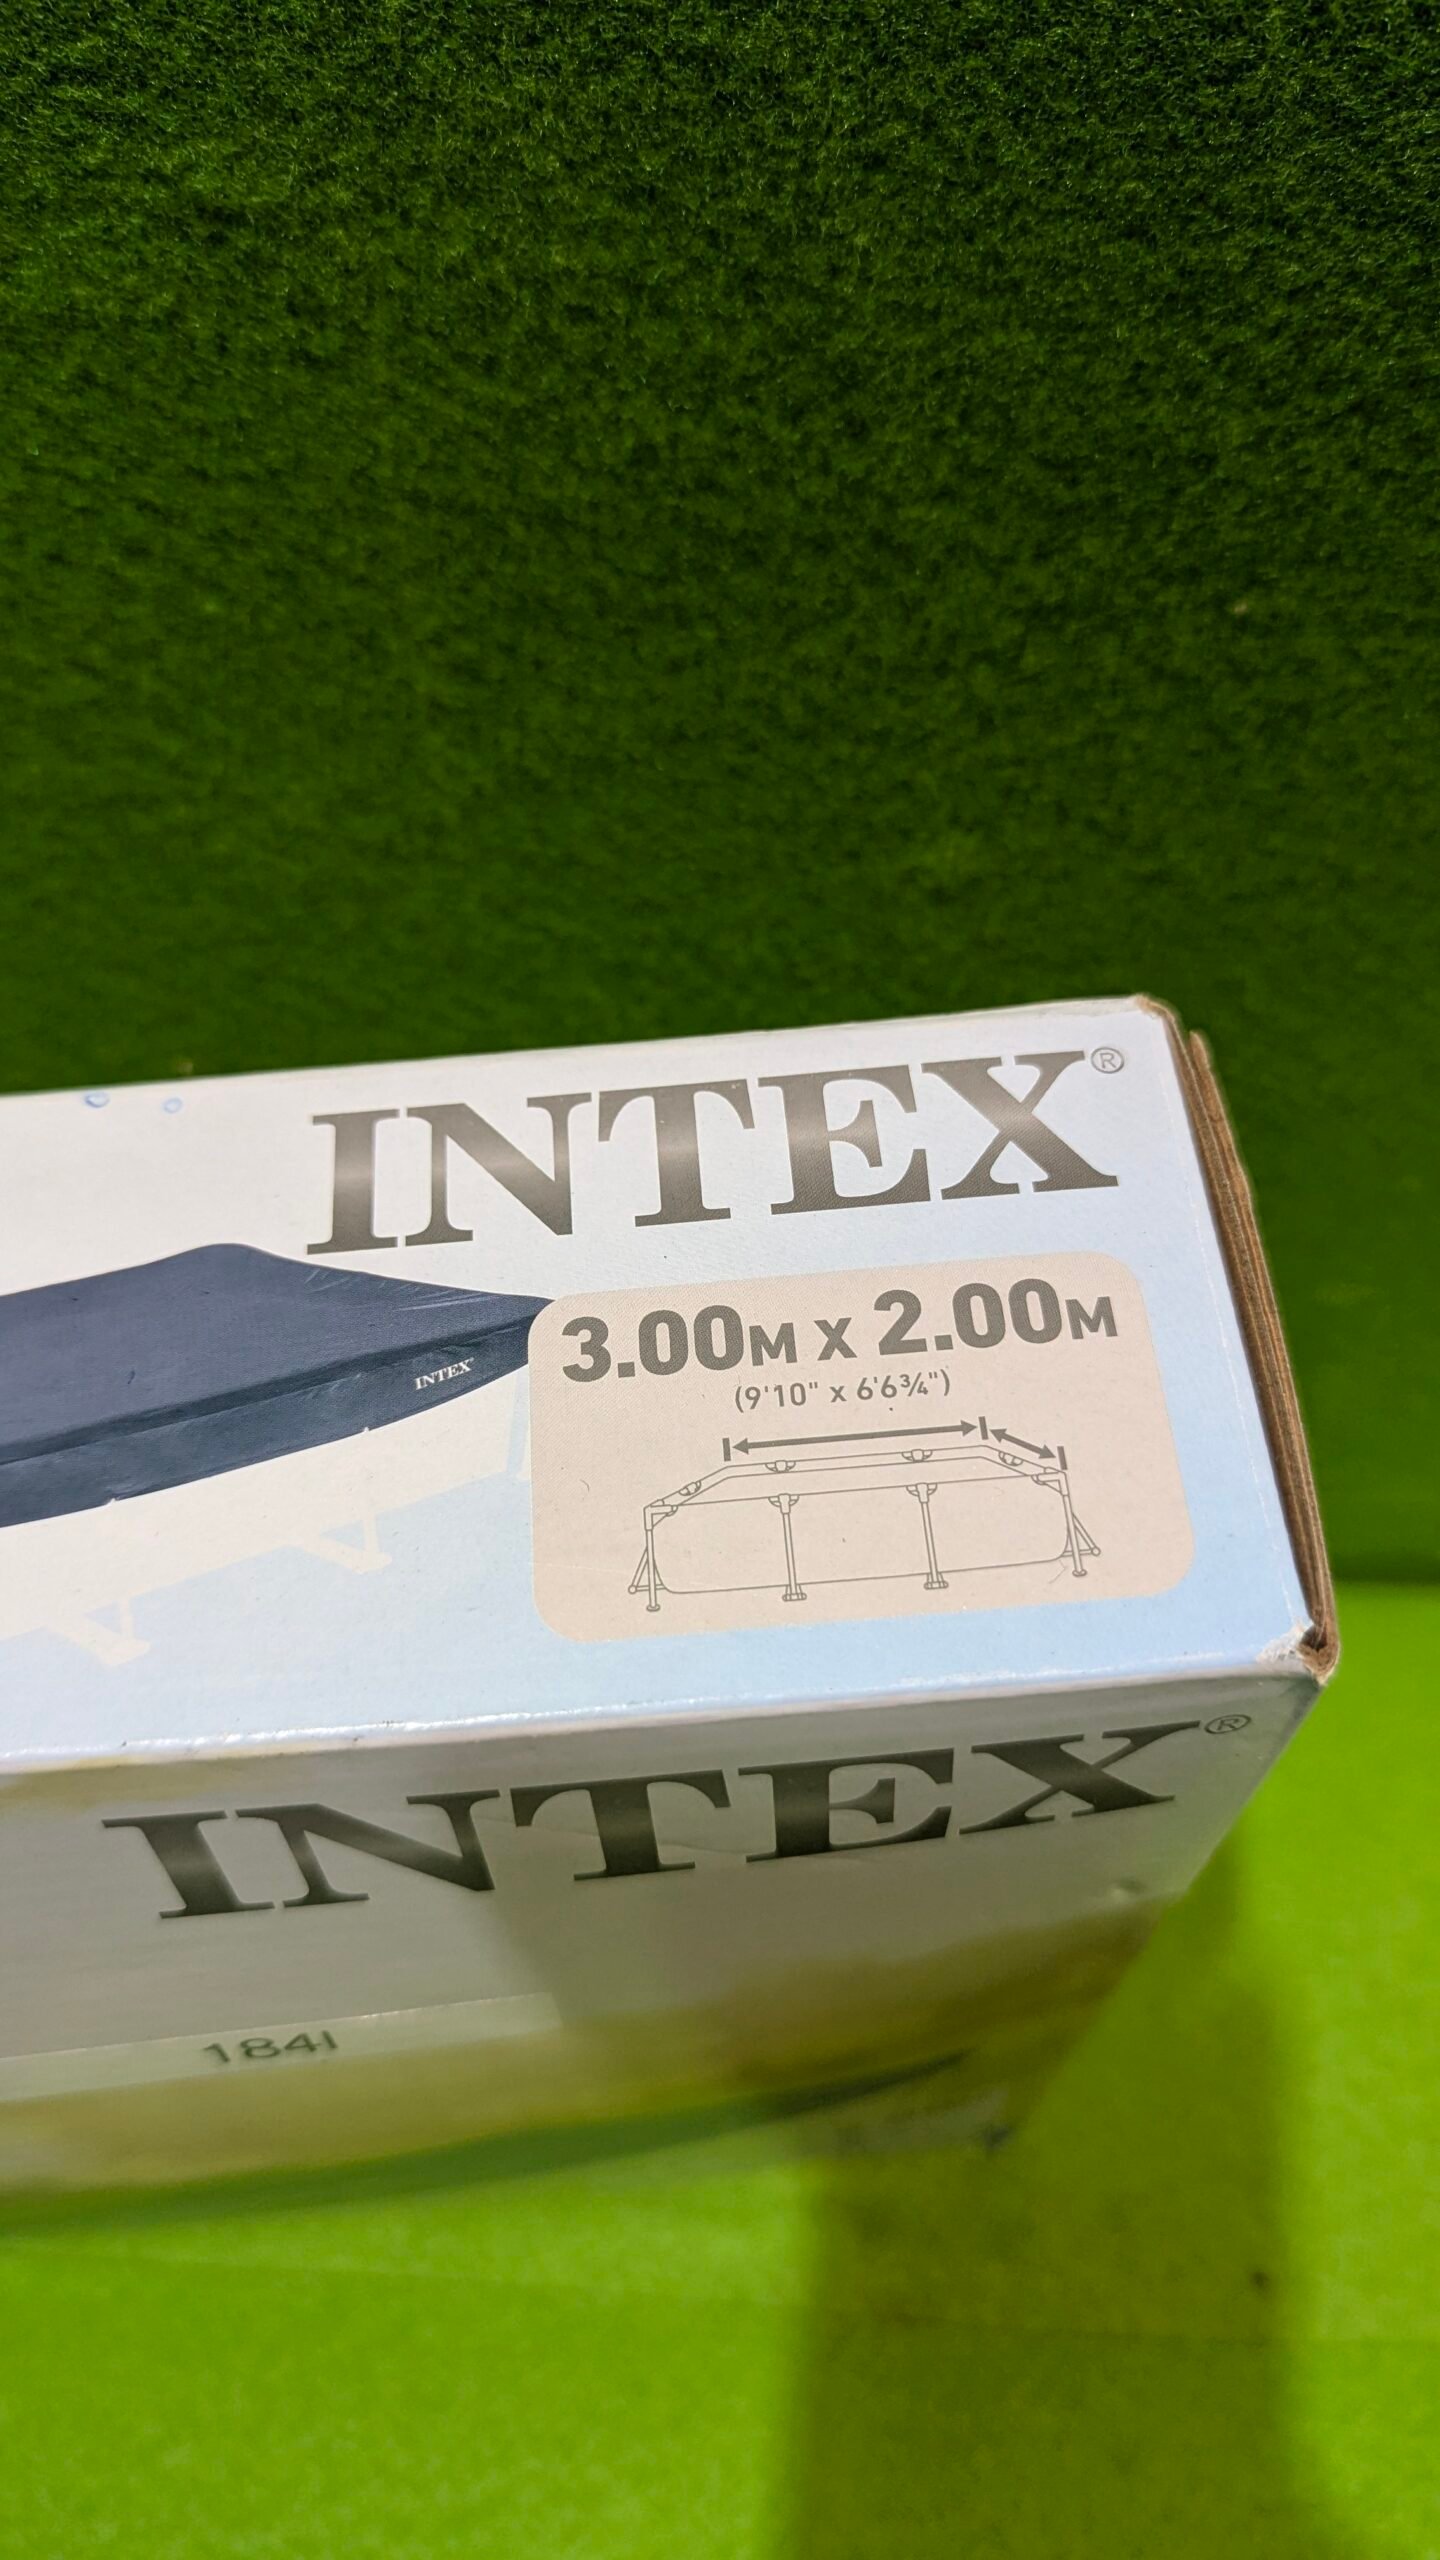 INTEX®
3.00M X 2.00M
(9'10" x 6'6¾")
INTEX®
INTEX®
1841